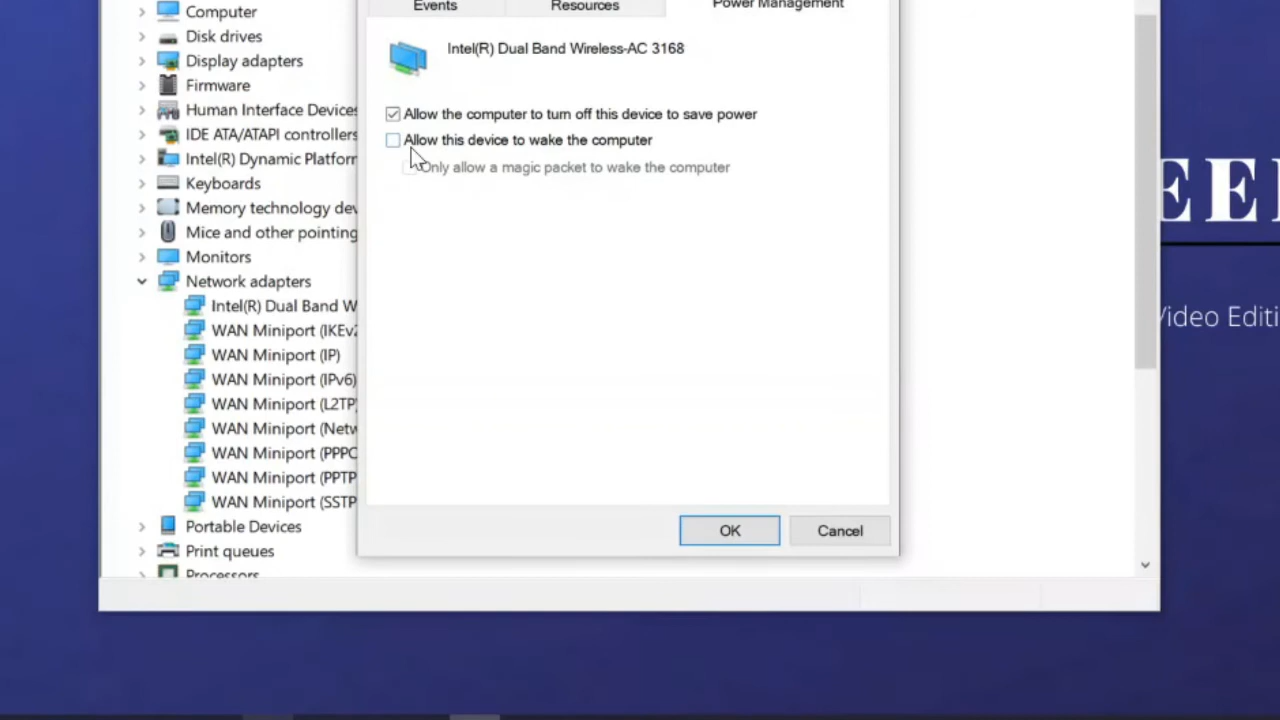 Events
Resources
Power Management
Computer
Disk drives
Display adapters
Firmware
Human Interface Devices
IDE ATA/ATAPI controllers
Intel(R) Dynamic Platfor
Keyboards
Memory technology de
Mice and other pointing
Monitors
Network adapters
Intel(R) Dual Band W
WAN Miniport (IKEv2
WAN Miniport (IP)
WAN Miniport (IPv6)
WAN Miniport (L2TP
WAN Miniport (Netw
WAN Miniport (PPPO
WAN Miniport (PPTP
WAN Miniport (SSTP
Portable Devices
Print queues
Processors
Intel(R) Dual Band Wireless-AC 3168
Allow the computer to turn off this device to save power
Allow this device to wake the computer
Only allow a magic packet to wake the computer
OK
Cancel
Video Editi